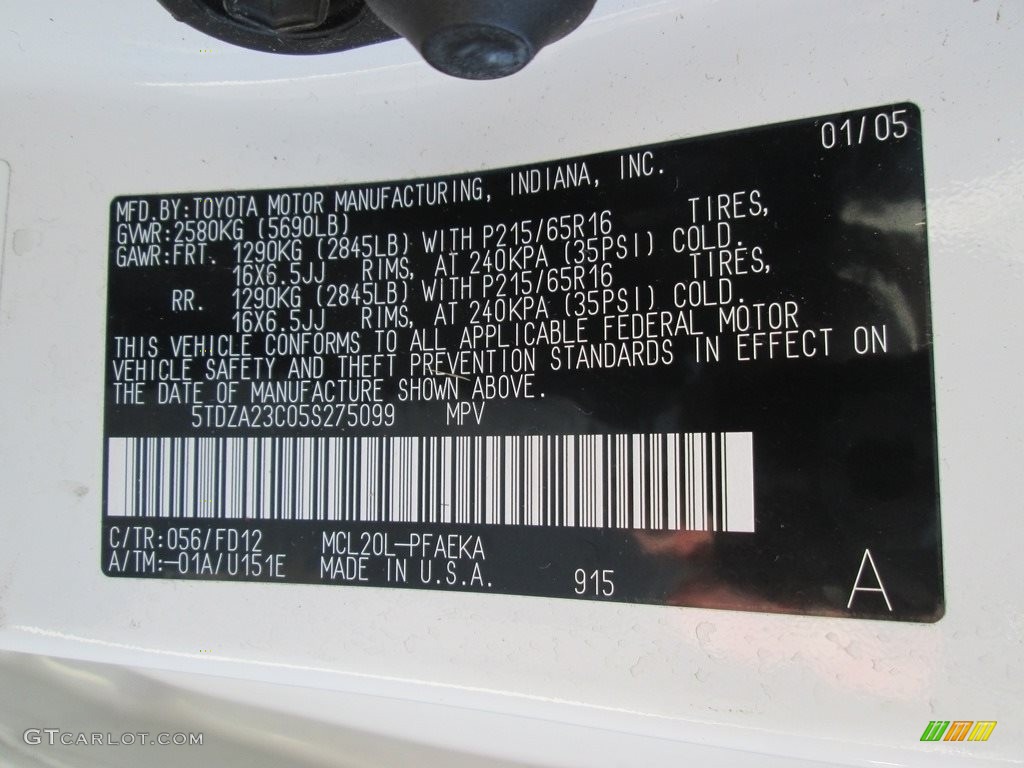 01/05
MFD.BY:TOYOTA MOTOR MANUFACTURING, INDIANA, INC.
GVWR:2580KG (5690LB)
GAWR:FRT. 1290KG (2845LB) WITH P215/65R16 TIRES,
16X6.5JJ RIMS, AT 240KPA (35PSI) COLD.
RR. 1290KG (2845LB) WITH P215/65R16 TIRES,
16X6.5JJ RIMS, AT 240KPA (35PSI) COLD.
THIS VEHICLE CONFORMS TO ALL APPLICABLE FEDERAL MOTOR
VEHICLE SAFETY AND THEFT PREVENTION STANDARDS IN EFFECT ON
THE DATE OF MANUFACTURE SHOWN ABOVE.
5TDZA23C05S275099 MPV
C/TR:056/FD12 MCL20L-PFAEKA
A/TM:-01A/U151E MADE IN U.S.A. 915 A
GTCARLOT.COM